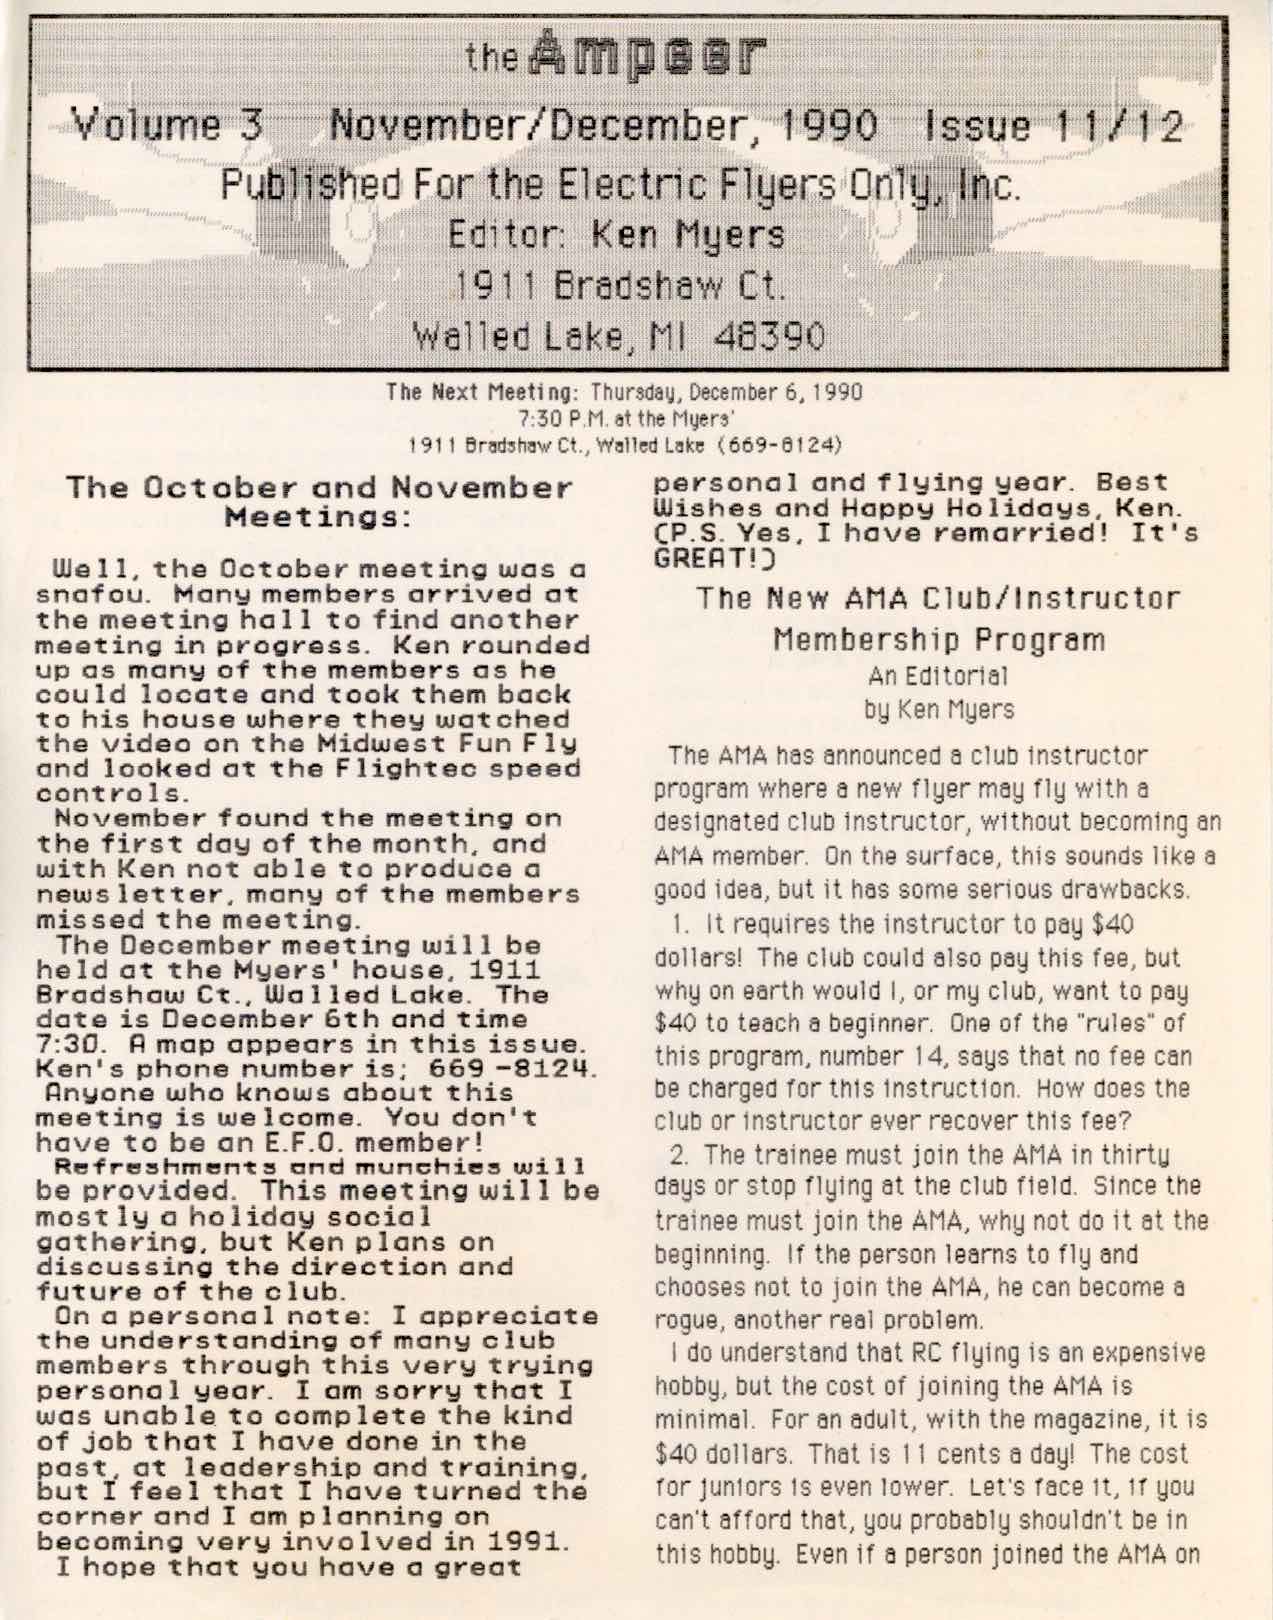 the Ampeer
Volume 3 November/December, 1990 Issue 11/12
Published For the Electric Flyers Only, Inc.
Editor: Ken Myers
1911 Bradshaw Ct.
Walled Lake, MI 48390
The Next Meeting: Thursday, December 6, 1990
7:30 P.M. at the Myers'
1911 Bradshaw Ct., Walled Lake (669-8124)
The October and November
Meetings:
Well, the October meeting was a
snafou. Many members arrived at
the meeting hall to find another
meeting in progress. Ken rounded
up as many of the members as he
could locate and took them back
to his house where they watched
the video on the Midwest Fun Fly
and looked at the Flightec speed
controls.
November found the meeting on
the first day of the month, and
with Ken not able to produce a
newsletter, many of the members
missed the meeting.
The December meeting will be
held at the Myers' house, 1911
Bradshaw Ct., Walled Lake. The
date is December 6th and time
7:30. A map appears in this issue.
Ken's phone number is; 669 -8124.
Anyone who knows about this
meeting is welcome. You don't
have to be an E.F.O. member!
Refreshments and munchies will
be provided. This meeting will be
mostly a holiday social
gathering, but Ken plans on
discussing the direction and
future of the club.
On a personal note: I appreciate
the understanding of many club
members through this very trying
personal year. I am sorry that I
was unable to complete the kind
of job that I have done in the
past, at leadership and training,
but I feel that I have turned the
corner and I am planning on
becoming very involved in 1991.
I hope that you have a great
personal and flying year. Best
Wishes and Happy Holidays, Ken.
(P.S. Yes, I have remarried! It's
GREAT!)
The New AMA Club/Instructor
Membership Program
An Editorial
by Ken Myers
The AMA has announced a club instructor
program where a new flyer may fly with a
designated club instructor, without becoming an
AMA member. On the surface, this sounds like a
good idea, but it has some serious drawbacks.
1. It requires the instructor to pay $40
dollars! The club could also pay this fee, but
why on earth would I, or my club, want to pay
$40 to teach a beginner. One of the "rules" of
this program, number 14, says that no fee can
be charged for this instruction. How does the
club or instructor ever recover this fee?
2. The trainee must join the AMA in thirty
days or stop flying at the club field. Since the
trainee must join the AMA, why not do it at the
beginning. If the person learns to fly and
chooses not to join the AMA, he can become a
rogue, another real problem.
I do understand that RC flying is an expensive
hobby, but the cost of joining the AMA is
minimal. For an adult, with the magazine, it is
$40 dollars. That is 11 cents a day! The cost
for juniors is even lower. Let's face it, if you
can't afford that, you probably shouldn't be in
this hobby. Even if a person joined the AMA on